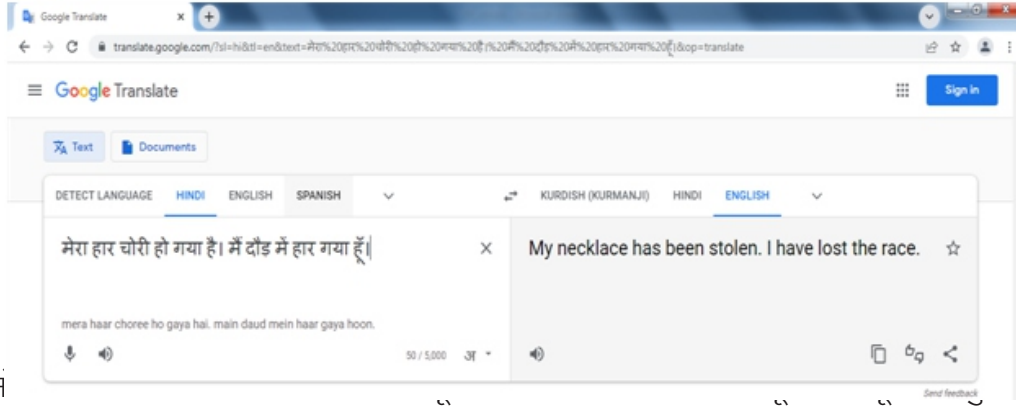 Google Translate
translate.google.com/?sl=hi&tl=en&text=मेरा%20हार%20चोरी%20हो%20गया%20है।%20मैं%20दौड़%20में%20हार%20गया%20हूँ।&op=translate
Google Translate
Sign in
Text Documents
DETECT LANGUAGE HINDI ENGLISH SPANISH KURDISH (KURMANJI) HINDI ENGLISH
मेरा हार चोरी हो गया है। मैं दौड़ में हार गया हूँ।
My necklace has been stolen. I have lost the race.
mera haar choree ho gaya hai. main daud mein haar gaya hoon.
50 / 5,000 अ
Send feedback